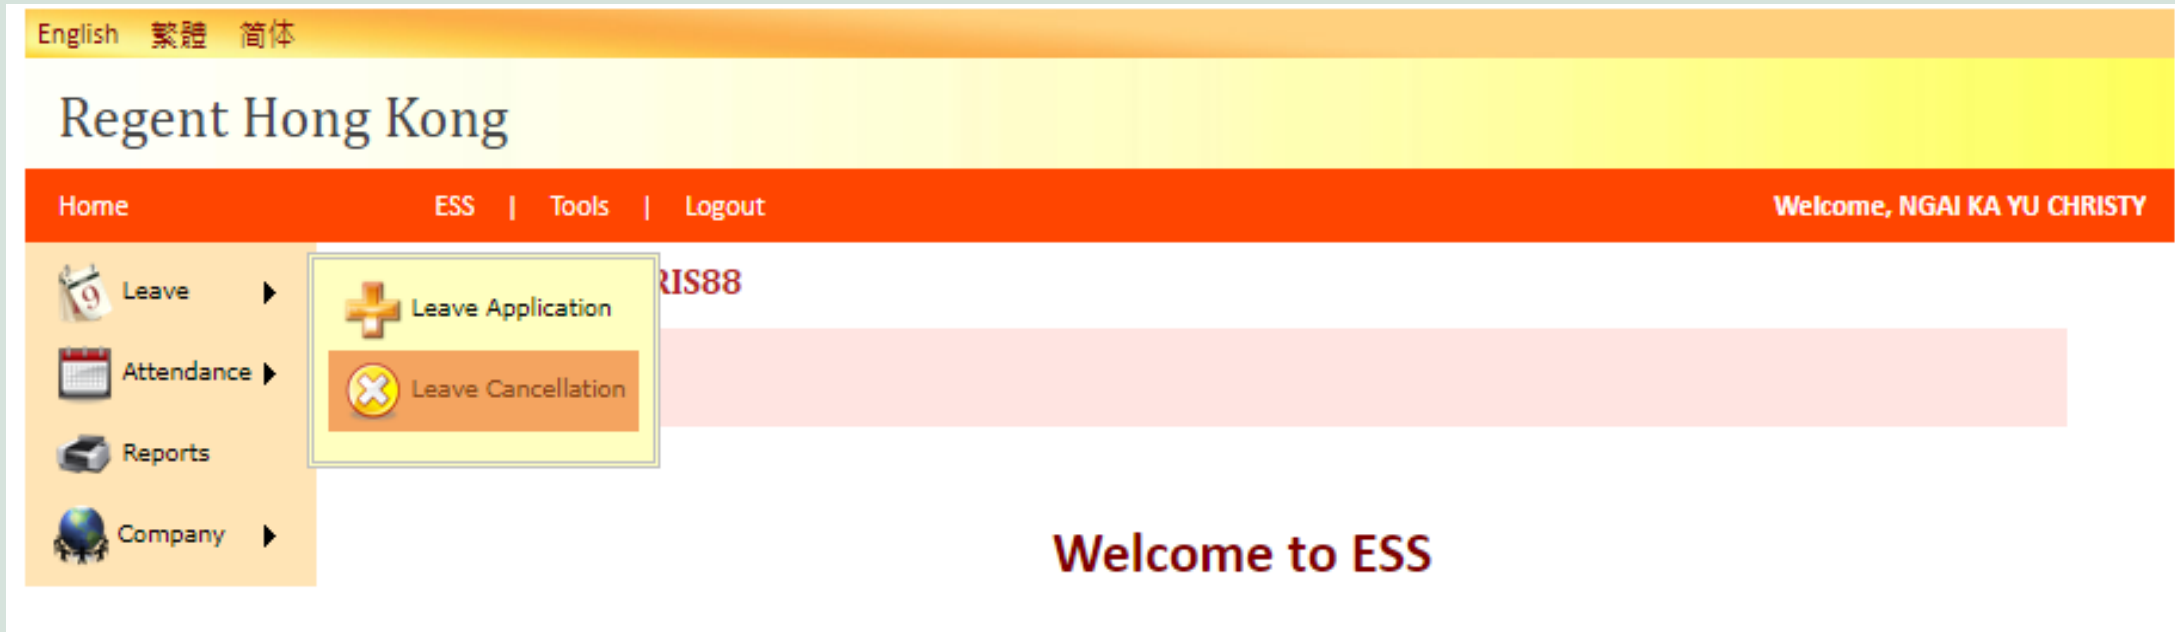 English 繁體 简体
Regent Hong Kong
Home ESS | Tools | Logout Welcome, NGAI KA YU CHRISTY
RIS88
Leave
Leave Application
Attendance
Leave Cancellation
Reports
Company
Welcome to ESS